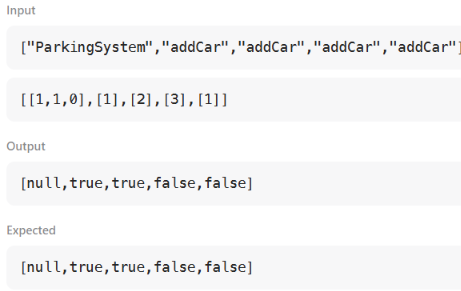 Input
["ParkingSystem","addCar","addCar","addCar","addCar"]
[[1,1,0],[1],[2],[3],[1]]
Output
[null,true,true,false,false]
Expected
[null,true,true,false,false]